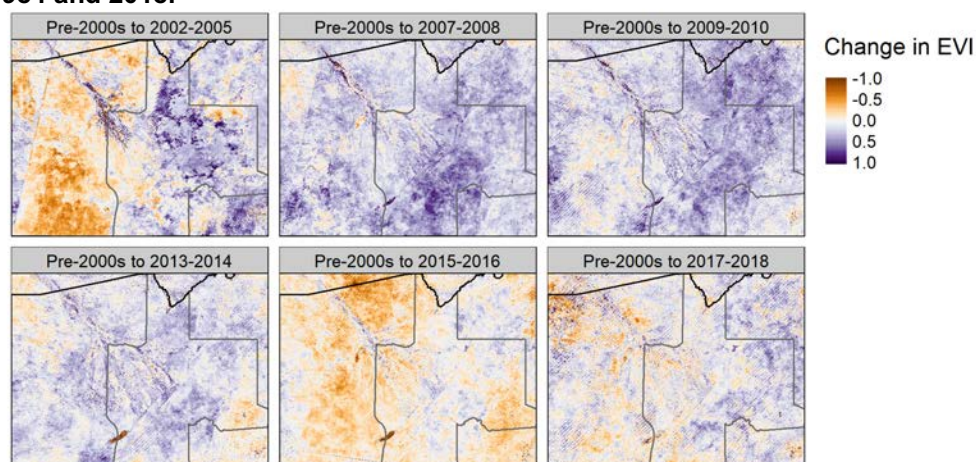 Pre-2000s to 2002-2005
Pre-2000s to 2007-2008
Pre-2000s to 2009-2010
Change in EVI
-1.0
-0.5
0.0
0.5
1.0
Pre-2000s to 2013-2014
Pre-2000s to 2015-2016
Pre-2000s to 2017-2018